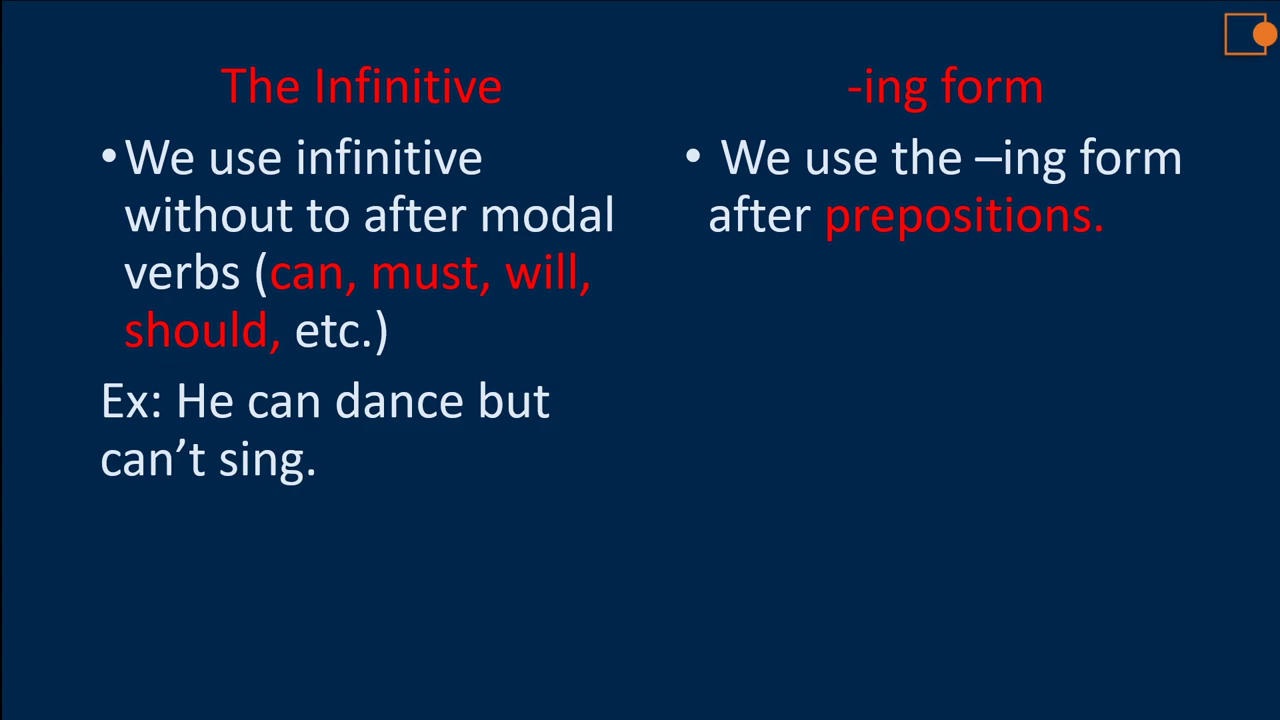 The Infinitive
•We use infinitive
without to after modal
verbs (can, must, will,
should, etc.)
Ex: He can dance but
can’t sing.
-ing form
• We use the –ing form
after prepositions.